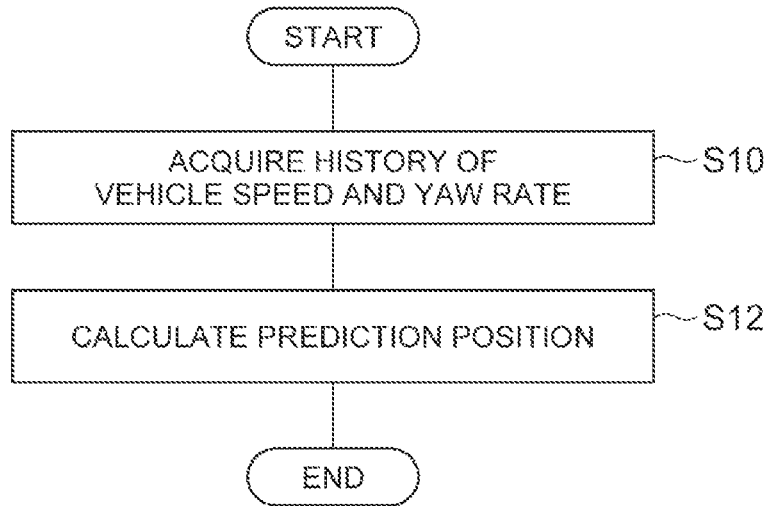 START
ACQUIRE HISTORY OF
VEHICLE SPEED AND YAW RATE
S10
CALCULATE PREDICTION POSITION
S12
END